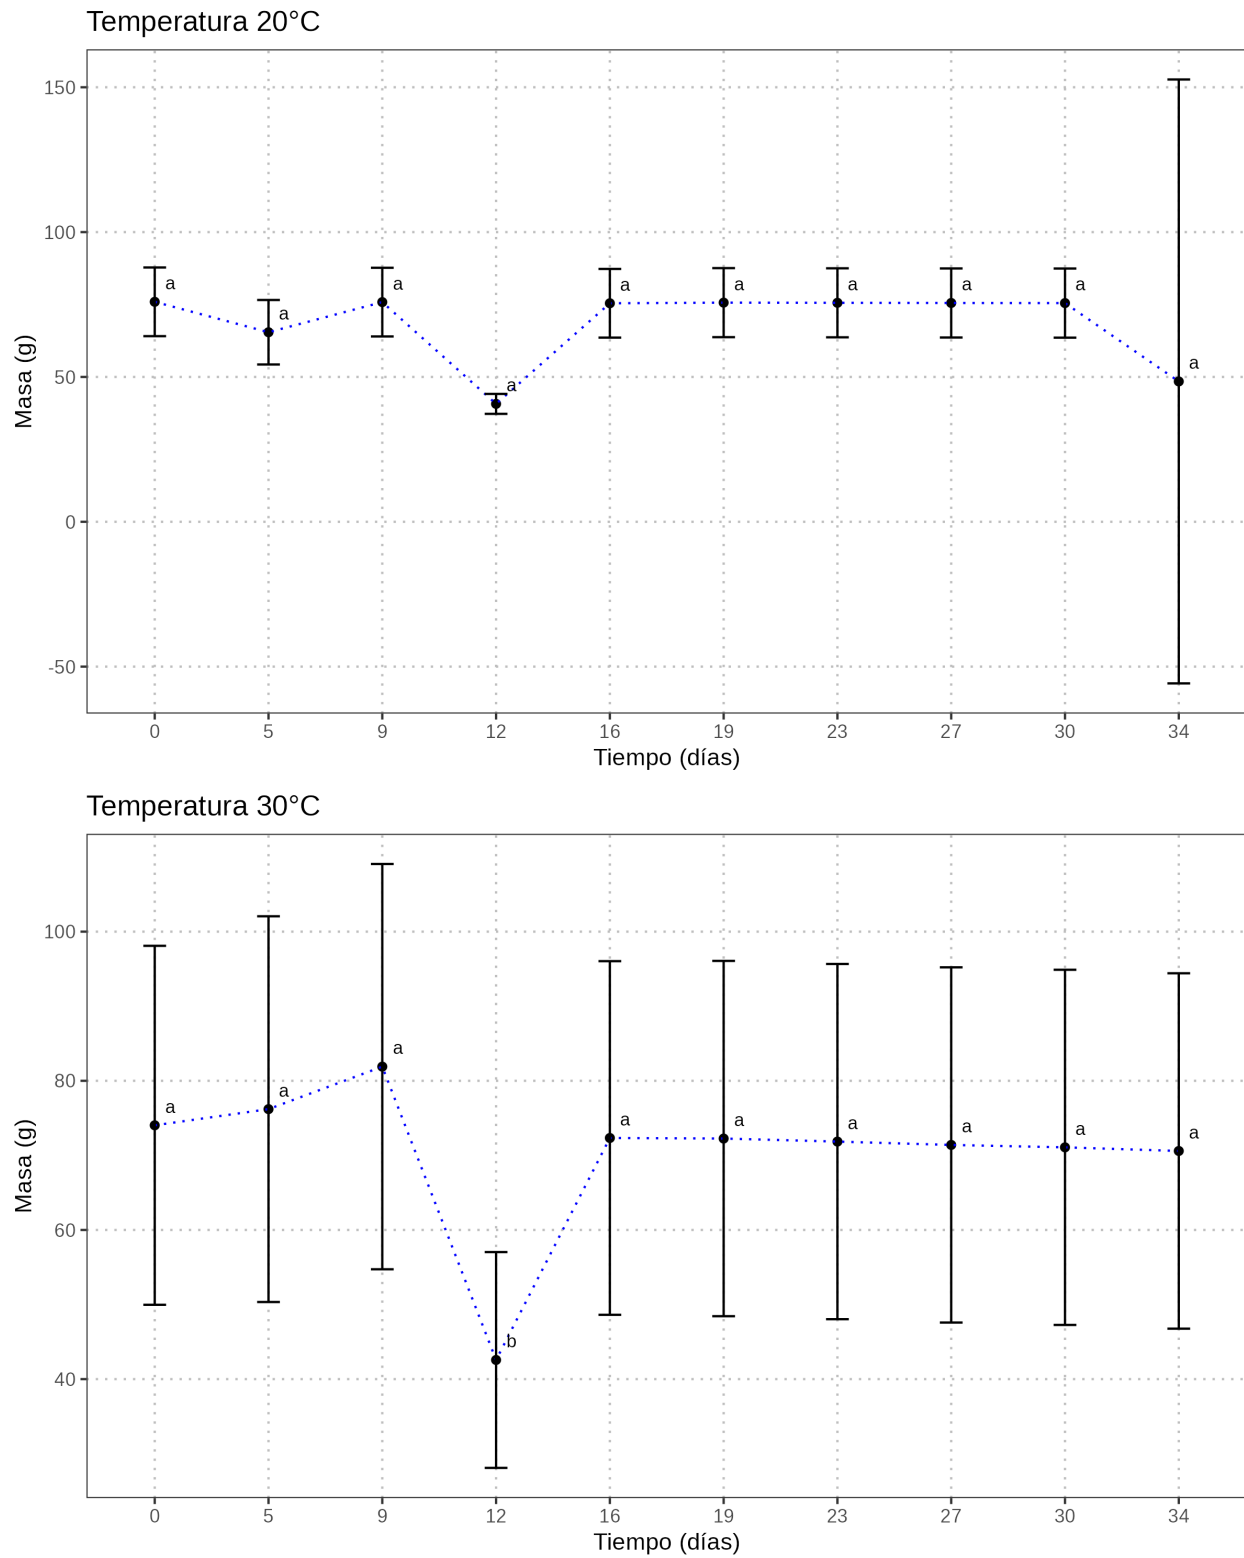 Temperatura 20°C
150
100
50
0
-50
Masa (g)
a a a a a a a a a a
0 5 9 12 16 19 23 27 30 34
Tiempo (días)
Temperatura 30°C
100
80
60
40
Masa (g)
a a a b a a a a a a
0 5 9 12 16 19 23 27 30 34
Tiempo (días)